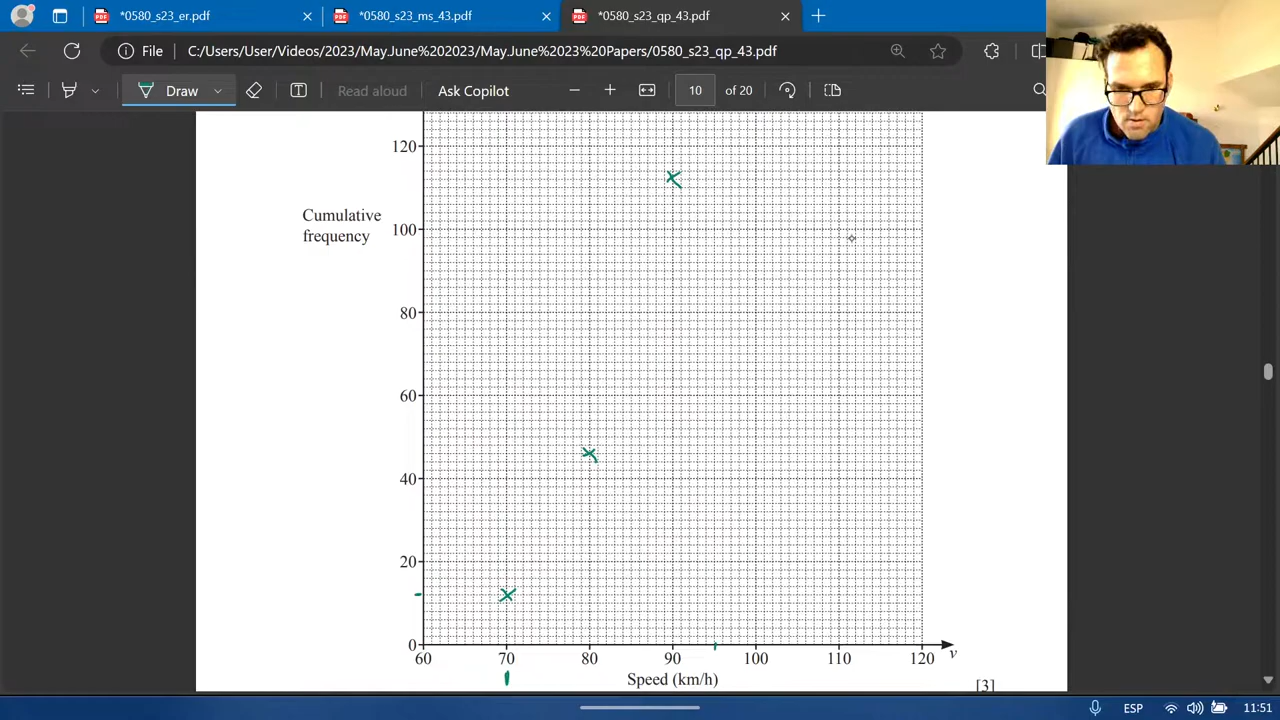 *0580_s23_er.pdf
*0580_s23_ms_43.pdf
*0580_s23_qp_43.pdf
File
C:/Users/User/Videos/2023/May.June%202023/May.June%2023%20Papers/0580_s23_qp_43.pdf
Draw
Read aloud
Ask Copilot
10
of 20
120
Cumulative
frequency
100
80
60
40
20
0
60 70 80 90 100 110 120 v
Speed (km/h)
[3]
ESP
11:51